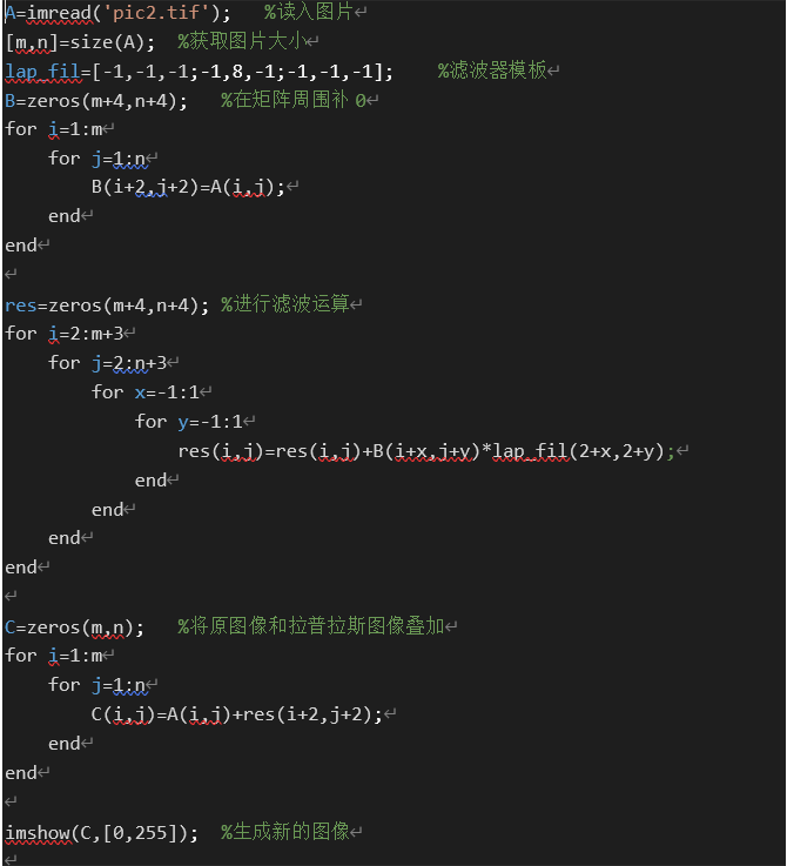 A=imread('pic2.tif');   %读入图片↵
[m,n]=size(A);  %获取图片大小↵
lap_fil=[-1,-1,-1;-1,8,-1;-1,-1,-1];    %滤波器模板↵
B=zeros(m+4,n+4);   %在矩阵周围补 0↵
for i=1:m↵
    for j=1:n↵
        B(i+2,j+2)=A(i,j);↵
    end↵
end↵
↵
res=zeros(m+4,n+4); %进行滤波运算↵
for i=2:m+3↵
    for j=2:n+3↵
        for x=-1:1↵
            for y=-1:1↵
                res(i,j)=res(i,j)+B(i+x,j+y)*lap_fil(2+x,2+y);↵
            end↵
        end↵
    end↵
end↵
↵
C=zeros(m,n);   %将原图像和拉普拉斯图像叠加↵
for i=1:m↵
    for j=1:n↵
        C(i,j)=A(i,j)+res(i+2,j+2);↵
    end↵
end↵
↵
imshow(C,[0,255]);  %生成新的图像↵
↵